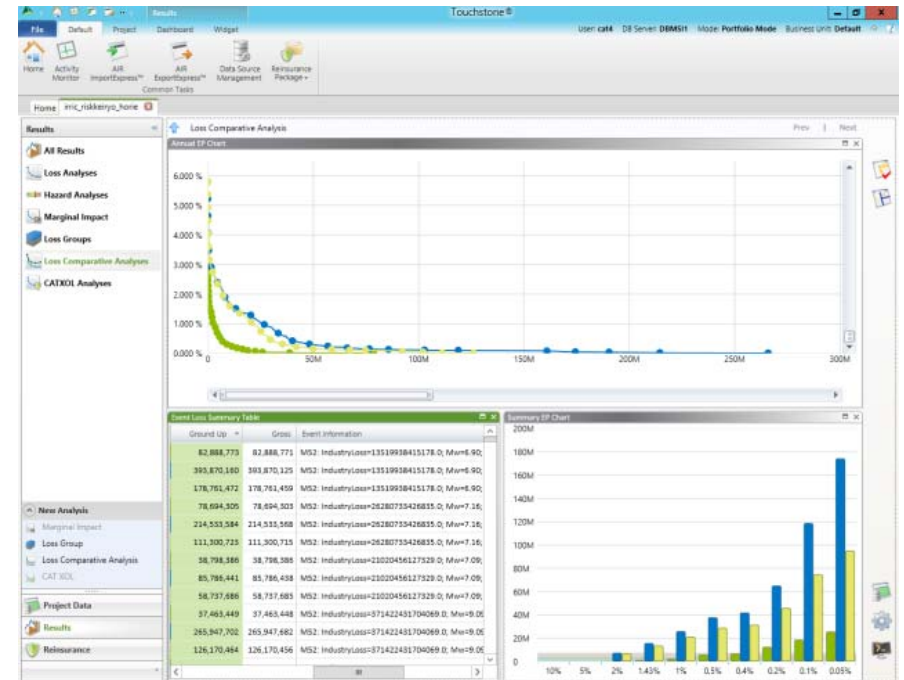 Results
Touchstone®
File Default Project Dashboard Widget
User: cat4 DB Server: DBMSI1 Mode: Portfolio Mode Business Unit: Default
Home
Activity Monitor
AIR ImportExpress™
AIR ExportExpress™
Data Source Management
Reinsurance Package
Common Tasks
Home
Results
Loss Comparative Analysis
Prev | Next
Annual EP Chart
All Results
Loss Analyses
Hazard Analyses
Marginal Impact
Loss Groups
Loss Comparative Analyses
CATXOL Analyses
6.000 %
5.000 %
4.000 %
3.000 %
2.000 %
1.000 %
0.000 %
0 50M 100M 150M 200M 250M 300M
Event Loss Summary Table
Ground Up Gross Event Information
82,888,773 82,888,771 MS2: IndustryLoss=13519938415178.0; Mw=6.90;
393,870,160 393,870,125 MS2: IndustryLoss=13519938415178.0; Mw=6.90;
178,761,472 178,761,459 MS2: IndustryLoss=13519938415178.0; Mw=6.90;
78,694,305 78,694,303 MS2: IndustryLoss=26280733426835.0; Mw=7.16;
214,533,584 214,533,568 MS2: IndustryLoss=26280733426835.0; Mw=7.16;
111,300,723 111,300,715 MS2: IndustryLoss=26280733426835.0; Mw=7.16;
38,798,386 38,798,386 MS2: IndustryLoss=21020456127329.0; Mw=7.09;
85,786,441 85,786,438 MS2: IndustryLoss=21020456127329.0; Mw=7.09;
58,737,686 58,737,685 MS2: IndustryLoss=21020456127329.0; Mw=7.09;
37,463,449 37,463,448 MS2: IndustryLoss=371422431704069.0; Mw=9.09
265,947,702 265,947,682 MS2: IndustryLoss=371422431704069.0; Mw=9.09
126,170,464 126,170,456 MS2: IndustryLoss=371422431704069.0; Mw=9.09
Summary EP Chart
200M
180M
160M
140M
120M
100M
80M
60M
40M
20M
0
10% 5% 2% 1.43% 1% 0.5% 0.4% 0.2% 0.1% 0.05%
New Analysis
Marginal Impact
Loss Group
Loss Comparative Analysis
CAT XOL
Project Data
Results
Reinsurance